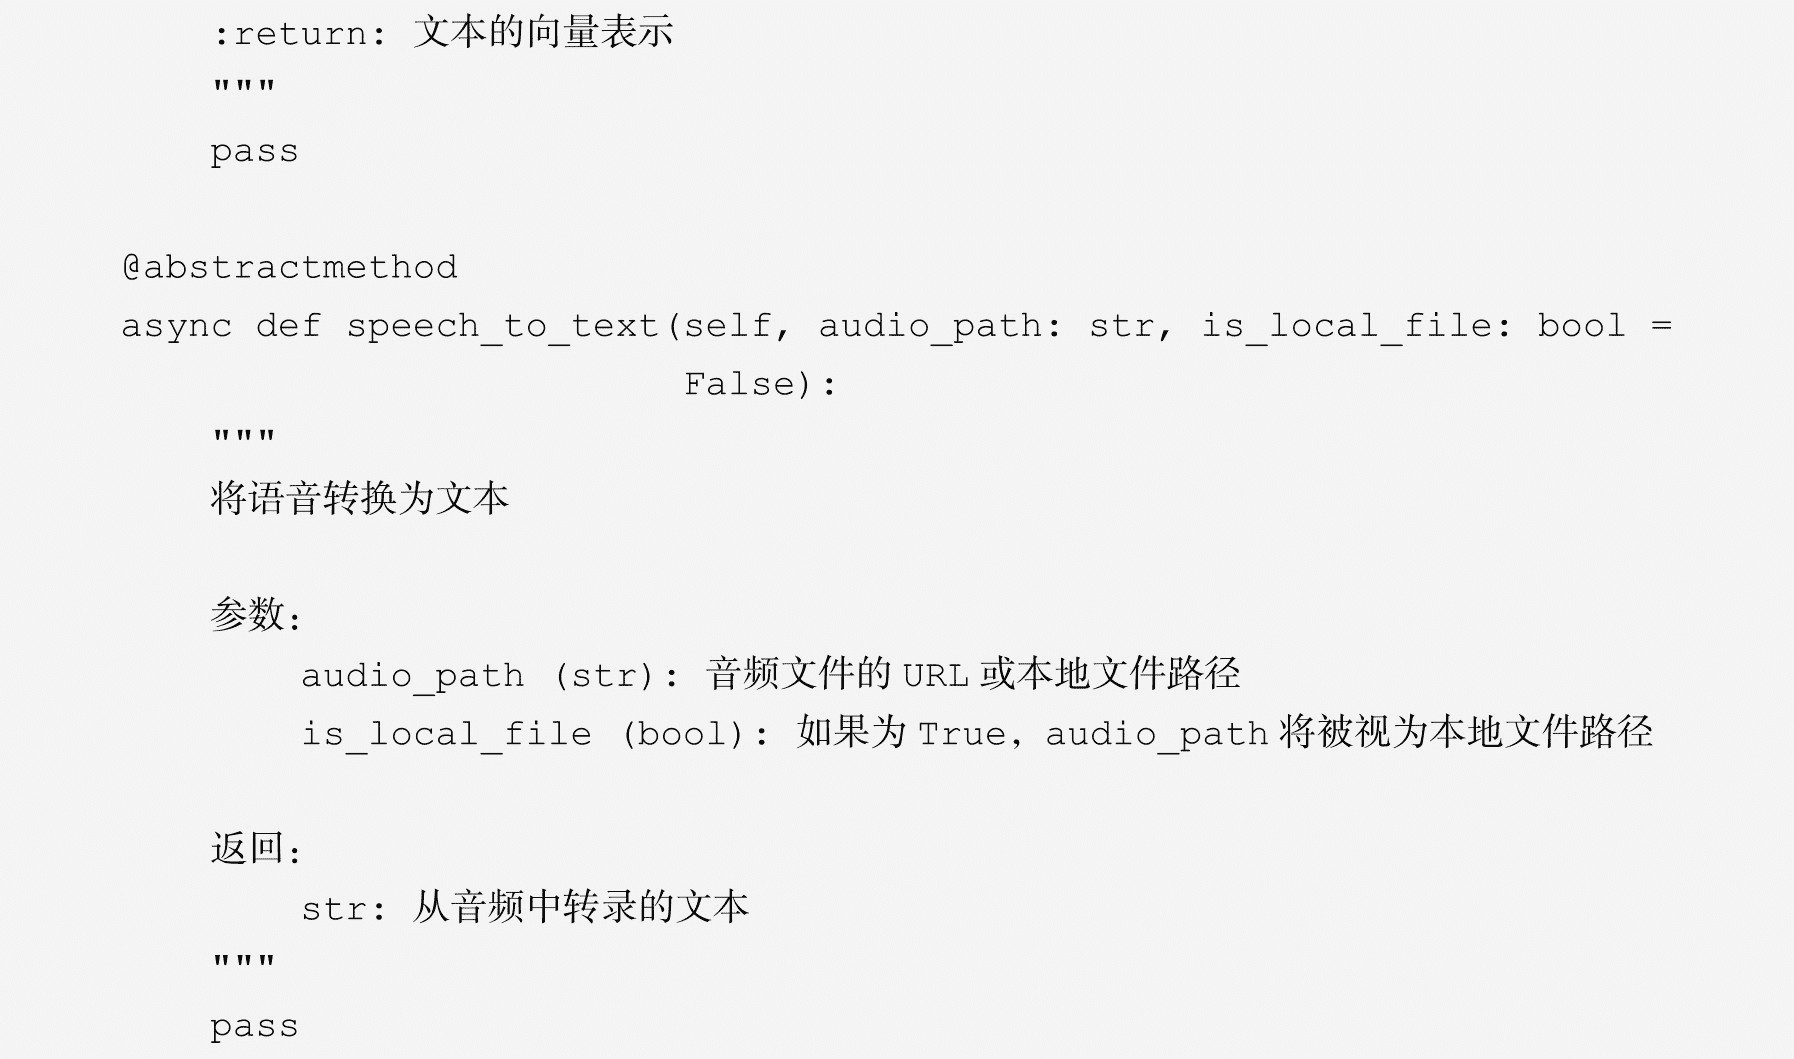 :return: 文本的向量表示
"""
pass
@abstractmethod
async def speech_to_text(self, audio_path: str, is_local_file: bool =
False):
"""
将语音转换为文本
参数:
audio_path (str): 音频文件的 URL 或本地文件路径
is_local_file (bool): 如果为 True, audio_path 将被视为本地文件路径
返回:
str: 从音频中转录的文本
"""
pass